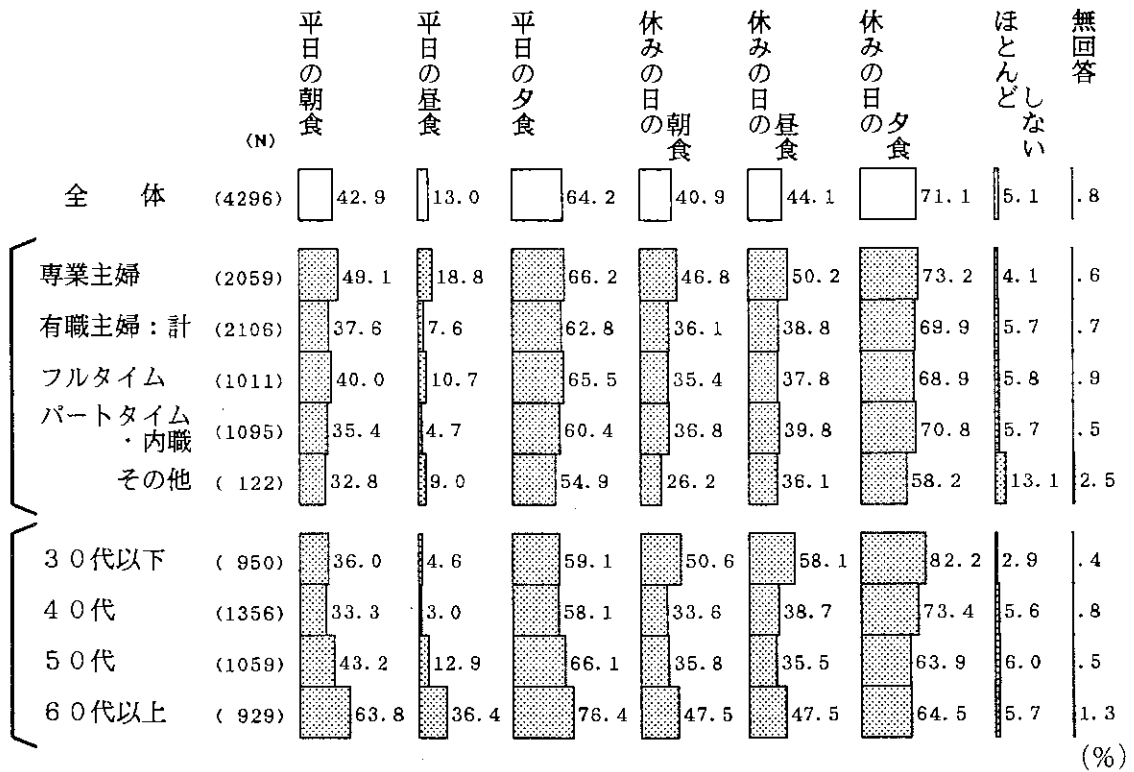 平日の朝食 平日の昼食 平日の夕食 休みの日の朝食 休みの日の昼食 休みの日の夕食 ほとんどしない 無回答
(N)
全 体 (4296) 42.9 13.0 64.2 40.9 44.1 71.1 5.1 .8
専業主婦 (2059) 49.1 18.8 66.2 46.8 50.2 73.2 4.1 .6
有職主婦：計 (2106) 37.6 7.6 62.8 36.1 38.8 69.9 5.7 .7
フルタイム (1011) 40.0 10.7 65.5 35.4 37.8 68.9 5.8 .9
パートタイム
・内職 (1095) 35.4 4.7 60.4 36.8 39.8 70.8 5.7 .5
その他 ( 122) 32.8 9.0 54.9 26.2 36.1 58.2 13.1 2.5
３０代以下 ( 950) 36.0 4.6 59.1 50.6 58.1 82.2 2.9 .4
４０代 (1356) 33.3 3.0 58.1 33.6 38.7 73.4 5.6 .8
５０代 (1059) 43.2 12.9 66.1 35.8 35.5 63.9 6.0 .5
６０代以上 ( 929) 63.8 36.4 76.4 47.5 47.5 64.5 5.7 1.3
(%)